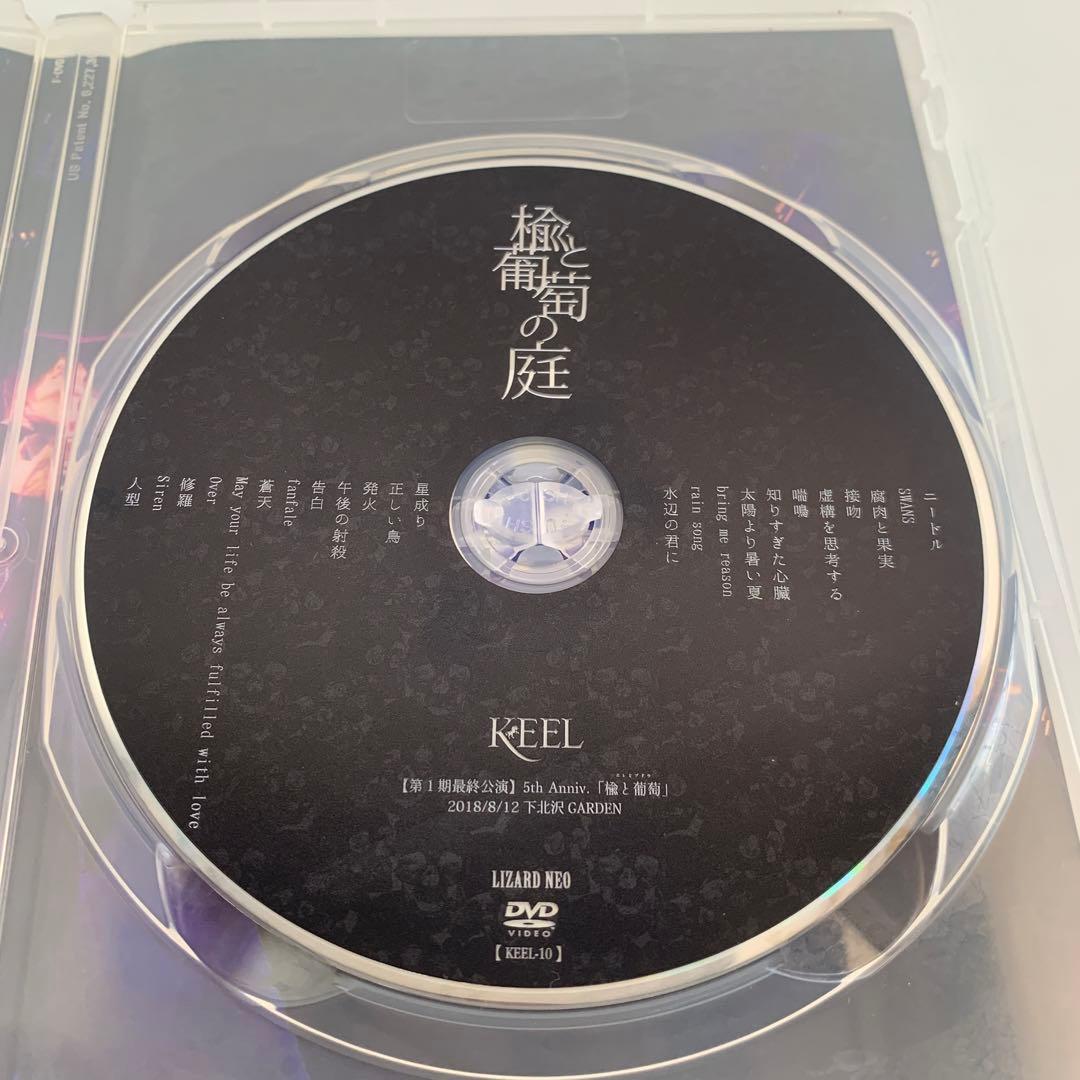 楡と
葡萄
の
庭
ニードル
SWANS
腐肉と果実
接吻
虚構を思考する
喘鳴
知りすぎた心臓
太陽より暑い夏
bring me reason
rain song
水辺の君に
星成り
正しい鳥
発火
午後の射殺
告白
fanfale
蒼天
May your life be always fulfilled with love
Over
修羅
Siren
人型
KEEL
【第1期最終公演】5th Anniv.「楡と葡萄」
2018/8/12 下北沢 GARDEN
LIZARD NEO
DVD
VIDEO
【 KEEL-10 】
US Patent No. 6,227,